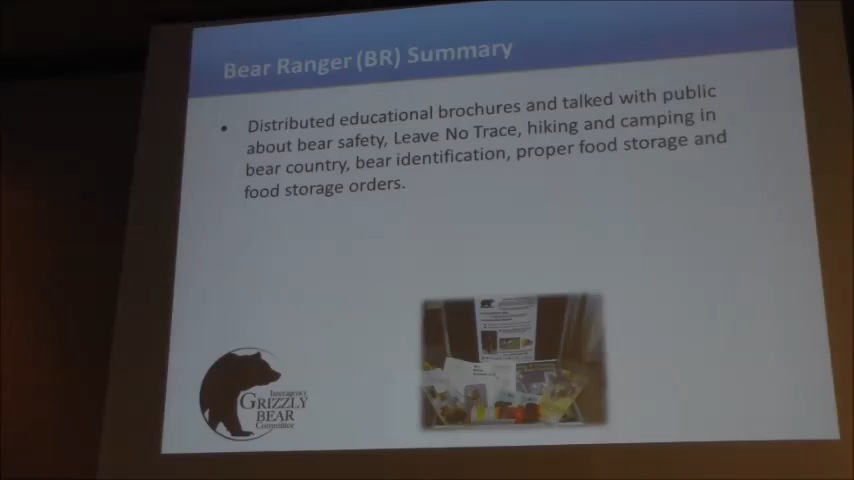 Bear Ranger (BR) Summary
• Distributed educational brochures and talked with public
about bear safety, Leave No Trace, hiking and camping in
bear country, bear identification, proper food storage and
food storage orders.
Interagency
GRIZZLY
BEAR
Committee